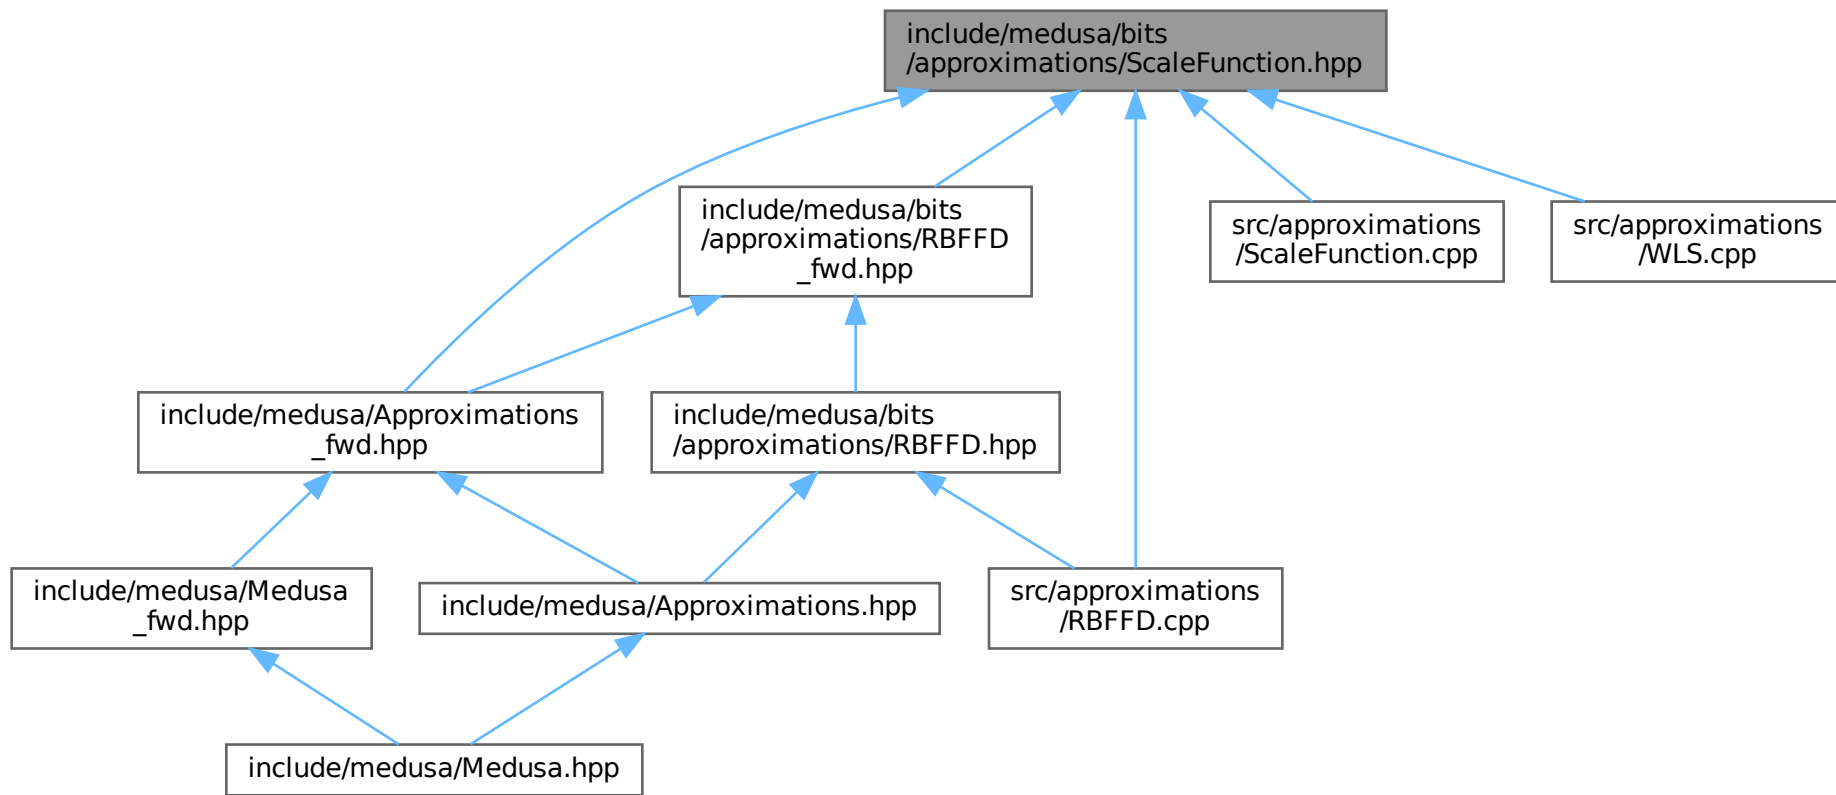 include/medusa/bits
/approximations/ScaleFunction.hpp
include/medusa/bits
/approximations/RBFFD
_fwd.hpp
src/approximations
/ScaleFunction.cpp
src/approximations
/WLS.cpp
include/medusa/Approximations
_fwd.hpp
include/medusa/bits
/approximations/RBFFD.hpp
include/medusa/Medusa
_fwd.hpp
include/medusa/Approximations.hpp
src/approximations
/RBFFD.cpp
include/medusa/Medusa.hpp